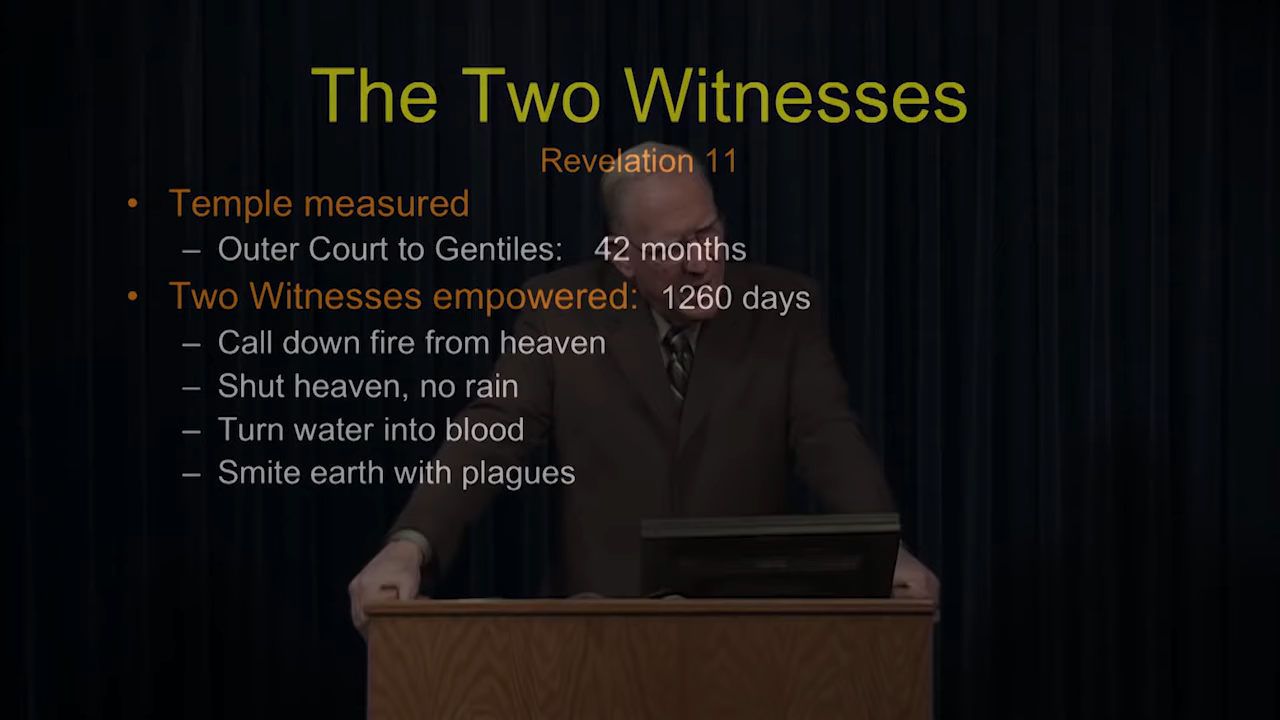 The Two Witnesses
Revelation 11
• Temple measured
– Outer Court to Gentiles: 42 months
• Two Witnesses empowered: 1260 days
– Call down fire from heaven
– Shut heaven, no rain
– Turn water into blood
– Smite earth with plagues